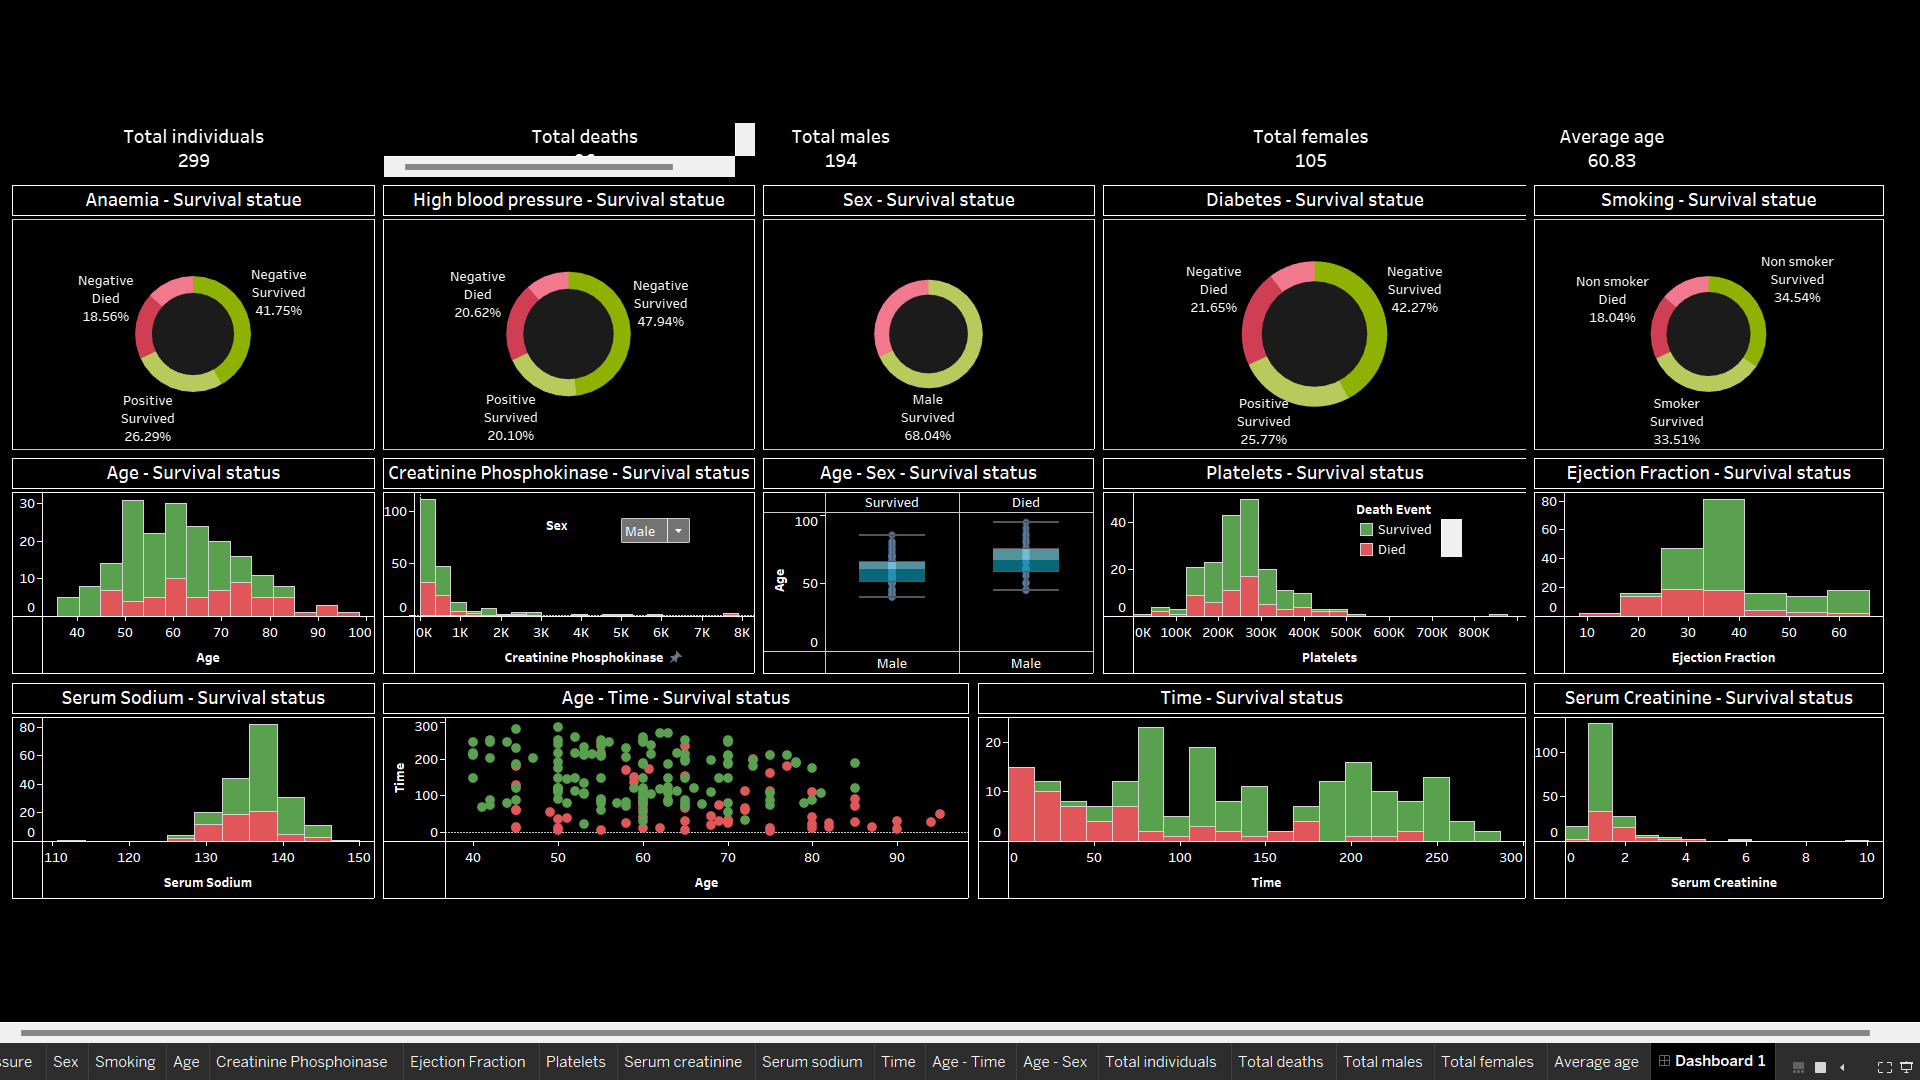 Total individuals
299
Total deaths
Total males
194
Total females
105
Average age
60.83
Anaemia - Survival statue
High blood pressure - Survival statue
Sex - Survival statue
Diabetes - Survival statue
Smoking - Survival statue
Negative
Died
18.56%
Negative
Survived
41.75%
Positive
Survived
26.29%
Negative
Died
20.62%
Negative
Survived
47.94%
Positive
Survived
20.10%
Male
Survived
68.04%
Negative
Died
21.65%
Negative
Survived
42.27%
Positive
Survived
25.77%
Non smoker
Died
18.04%
Non smoker
Survived
34.54%
Smoker
Survived
33.51%
Age - Survival status
30
20
10
0
40 50 60 70 80 90 100
Age
Creatinine Phosphokinase - Survival status
100
50
0
Sex
Male
0K 1K 2K 3K 4K 5K 6K 7K 8K
Creatinine Phosphokinase
Age - Sex - Survival status
Survived Died
100
50
0
Age
Male Male
Platelets - Survival status
40
20
0
Death Event
Survived
Died
0K 100K 200K 300K 400K 500K 600K 700K 800K
Platelets
Ejection Fraction - Survival status
80
60
40
20
0
10 20 30 40 50 60
Ejection Fraction
Serum Sodium - Survival status
80
60
40
20
0
110 120 130 140 150
Serum Sodium
Age - Time - Survival status
300
200
100
0
Time
40 50 60 70 80 90
Age
Time - Survival status
20
10
0
0 50 100 150 200 250 300
Time
Serum Creatinine - Survival status
100
50
0
0 2 4 6 8 10
Serum Creatinine
sure Sex Smoking Age Creatinine Phosphoinase Ejection Fraction Platelets Serum creatinine Serum sodium Time Age - Time Age - Sex Total individuals Total deaths Total males Total females Average age Dashboard 1